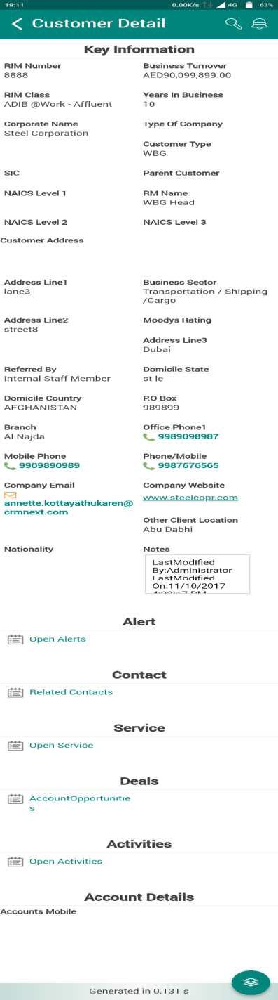 19:11 0.00K/s 4G 63%
Customer Detail
Key Information
RIM Number Business Turnover
8888 AED90,099,899.00
RIM Class Years In Business
ADIB @Work - Affluent 10
Corporate Name Type Of Company
Steel Corporation
Customer Type
WBG
SIC Parent Customer
NAICS Level 1 RM Name
WBG Head
NAICS Level 2 NAICS Level 3
Customer Address
Address Line1 Business Sector
lane3 Transportation / Shipping
/Cargo
Address Line2 Moodys Rating
street8
Address Line3
Dubai
Referred By Domicile State
Internal Staff Member st le
Domicile Country P.O Box
AFGHANISTAN 989899
Branch Office Phone1
Al Najda 9989098987
Mobile Phone Phone/Mobile
9909890989 9987676565
Company Email Company Website
www.steelcopr.com
annette.kottayathukaren@
crmnext.com
Other Client Location
Abu Dabhi
Nationality Notes
LastModified
By:Administrator
LastModified
On:11/10/2017
4:03:17 PM
Alert
Open Alerts
Contact
Related Contacts
Service
Open Service
Deals
AccountOpportunitie
s
Activities
Open Activities
Account Details
Accounts Mobile
Generated in 0.131 s